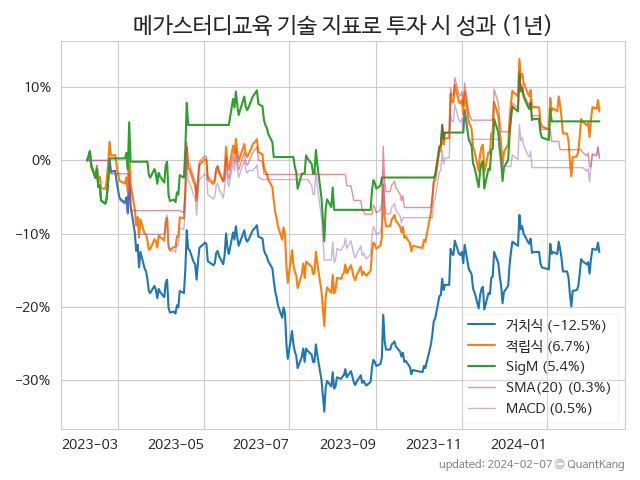 메가스터디교육 기술 지표로 투자 시 성과 (1년)
10%
0%
−10%
−20%
−30%
거치식 (−12.5%)
적립식 (6.7%)
SigM (5.4%)
SMA(20) (0.3%)
MACD (0.5%)
2023−03 2023−05 2023−07 2023−09 2023−11 2024−01
updated: 2024−02−07 © QuantKang